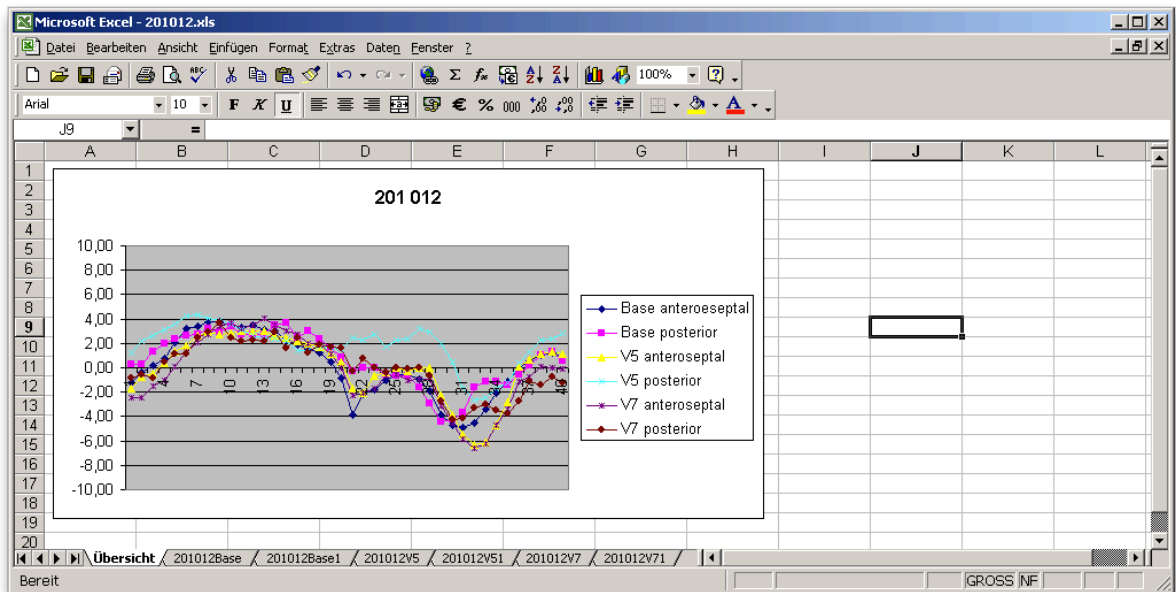 Microsoft Excel - 201012.xls
Datei Bearbeiten Ansicht Einfügen Format Extras Daten Fenster ?
100%
Arial 10 F K U € % 000
J9 =
A B C D E F G H I J K L
1
2
3
4
5
6
7
8
9
10
11
12
13
14
15
16
17
18
19
20
201 012
10,00
8,00
6,00
4,00
2,00
0,00
-2,00
-4,00
-6,00
-8,00
-10,00
7 10 13 16 19 22 25 28 31
Base anteroeseptal
Base posterior
V5 anteroseptal
V5 posterior
V7 anteroseptal
V7 posterior
Übersicht 201012Base 201012Base1 201012V5 201012V51 201012V7 201012V71
Bereit GROSS NF